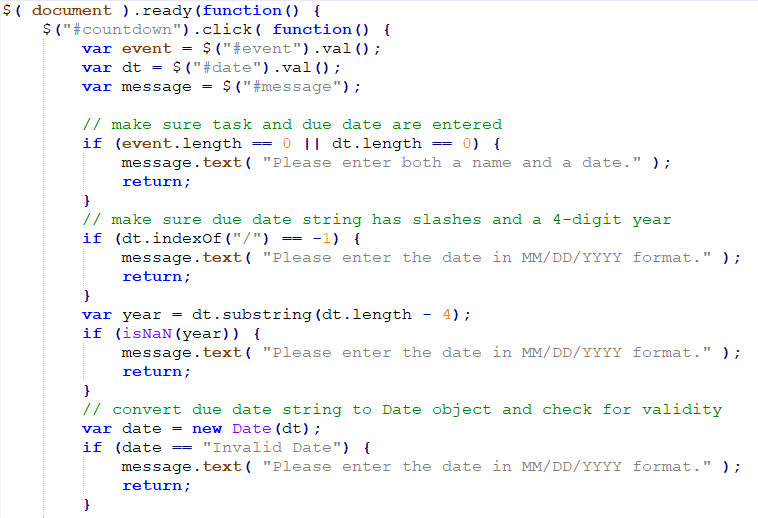 $( document ).ready(function() {
    $("#countdown").click( function() {
        var event = $("#event").val();
        var dt = $("#date").val();
        var message = $("#message");

        // make sure task and due date are entered
        if (event.length == 0 || dt.length == 0) {
            message.text( "Please enter both a name and a date." );
            return;
        }
        // make sure due date string has slashes and a 4-digit year
        if (dt.indexOf("/") == -1) {
            message.text( "Please enter the date in MM/DD/YYYY format." );
            return;
        }
        var year = dt.substring(dt.length - 4);
        if (isNaN(year)) {
            message.text( "Please enter the date in MM/DD/YYYY format." );
            return;
        }
        // convert due date string to Date object and check for validity
        var date = new Date(dt);
        if (date == "Invalid Date") {
            message.text( "Please enter the date in MM/DD/YYYY format." );
            return;
        }